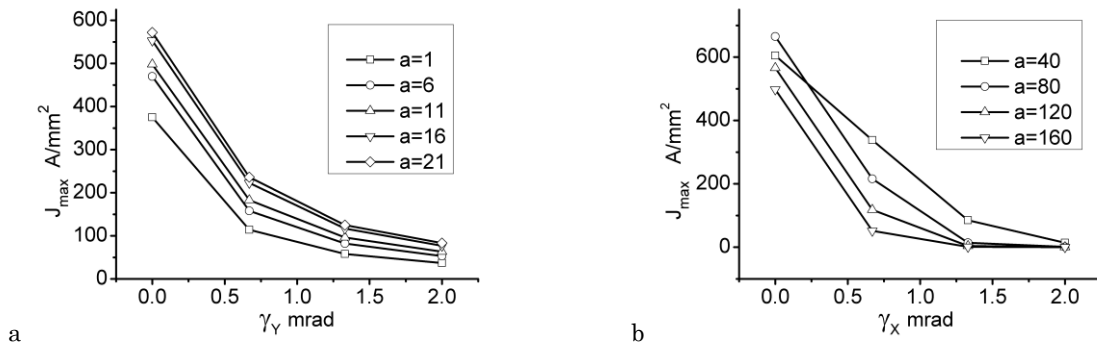 600
500
400
300
200
100
0
0.0 0.5 1.0 1.5 2.0
J_max A/mm²
γ_Y mrad
a=1
a=6
a=11
a=16
a=21
a
600
400
200
0
0.0 0.5 1.0 1.5 2.0
J_max A/mm²
γ_X mrad
a=40
a=80
a=120
a=160
b